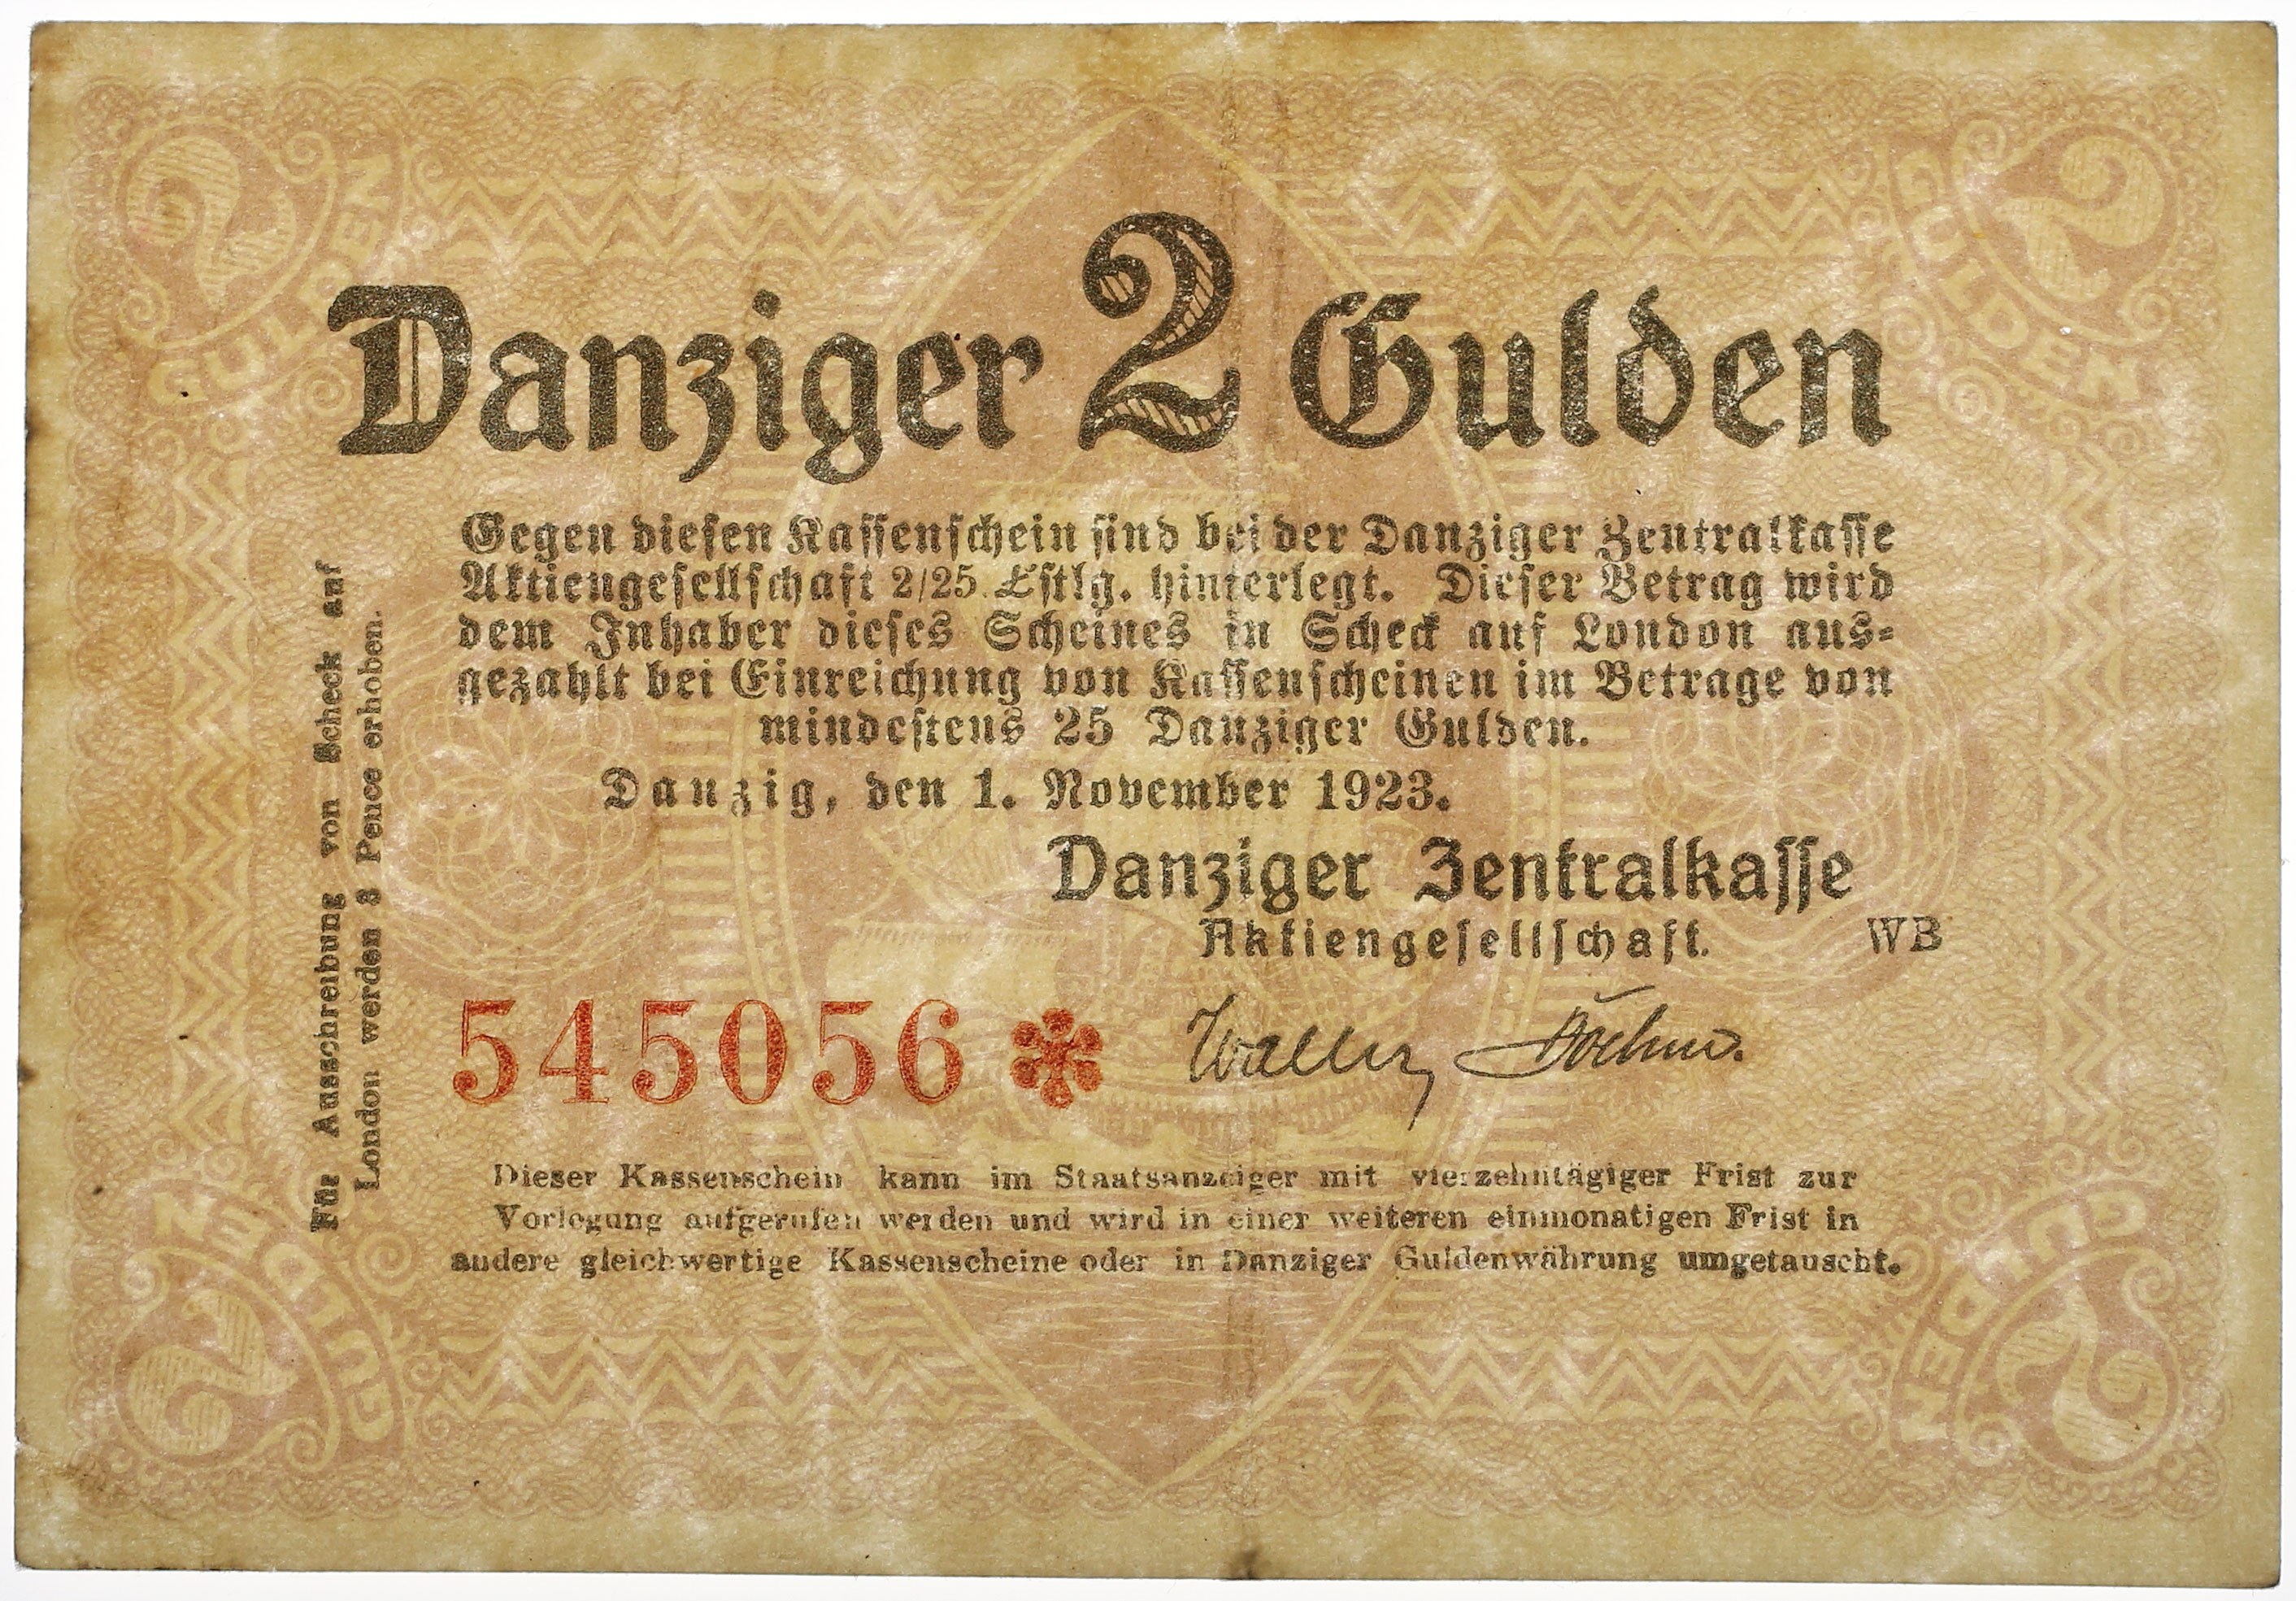 Danziger 2 Gulden
Gegen diesen Kassenschein sind bei der Danziger Zentralkasse
Aktiengesellschaft 2/25 £stlg. hinterlegt. Dieser Betrag wird
dem Inhaber dieses Scheines in Scheck auf London aus-
gezahlt bei Einreichung von Kassenscheinen im Betrage von
mindestens 25 Danziger Gulden.
Danzig, den 1. November 1923.
Danziger Zentralkasse
Aktiengesellschaft.
WB
545056
Dieser Kassenschein kann im Staatsanzeiger mit vierzehntägiger Frist zur
Vorlegung aufgerufen werden und wird in einer weiteren einmonatigen Frist in
andere gleichwertige Kassenscheine oder in Danziger Guldenwährung umgetauscht.
Für Ausschreibung von Scheck auf
London werden 3 Pence erhoben.
2 GULDEN
2 GULDEN
2 GULDEN
2 GULDEN